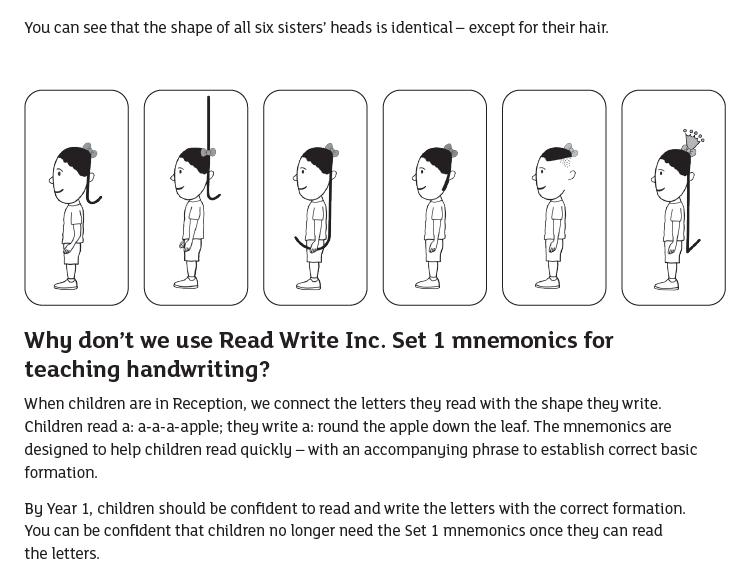 You can see that the shape of all six sisters’ heads is identical – except for their hair.
Why don’t we use Read Write Inc. Set 1 mnemonics for
teaching handwriting?
When children are in Reception, we connect the letters they read with the shape they write.
Children read a: a-a-a-apple; they write a: round the apple down the leaf. The mnemonics are
designed to help children read quickly – with an accompanying phrase to establish correct basic
formation.
By Year 1, children should be confident to read and write the letters with the correct formation.
You can be confident that children no longer need the Set 1 mnemonics once they can read
the letters.